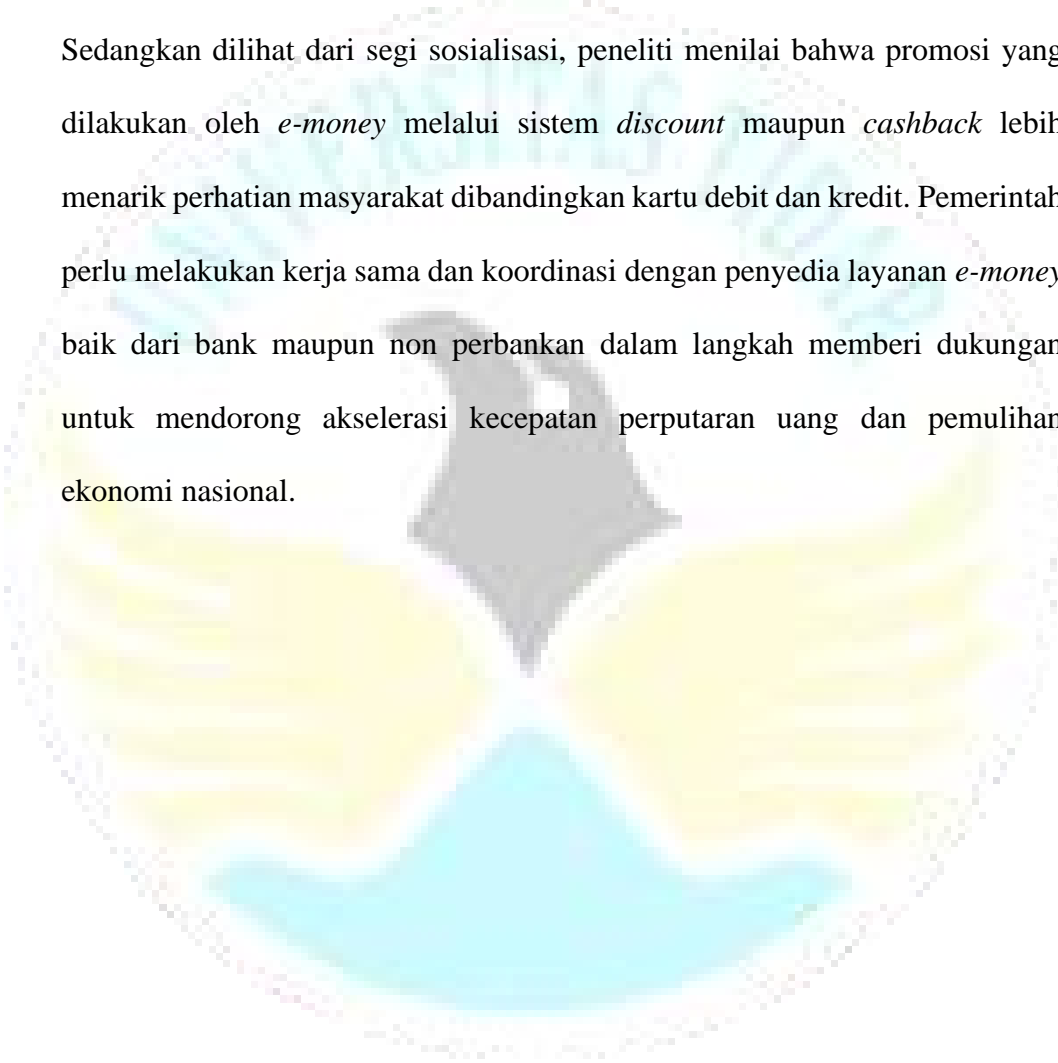 Sedangkan dilihat dari segi sosialisasi, peneliti menilai bahwa promosi yang
dilakukan oleh e-money melalui sistem discount maupun cashback lebih
menarik perhatian masyarakat dibandingkan kartu debit dan kredit. Pemerintah
perlu melakukan kerja sama dan koordinasi dengan penyedia layanan e-money
baik dari bank maupun non perbankan dalam langkah memberi dukungan
untuk mendorong akselerasi kecepatan perputaran uang dan pemulihan
ekonomi nasional.
UNIVERSITAS